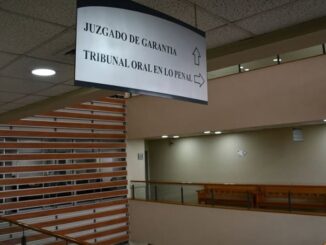 JUZGADO DE GARANTIA
TRIBUNAL ORAL EN LO PENAL